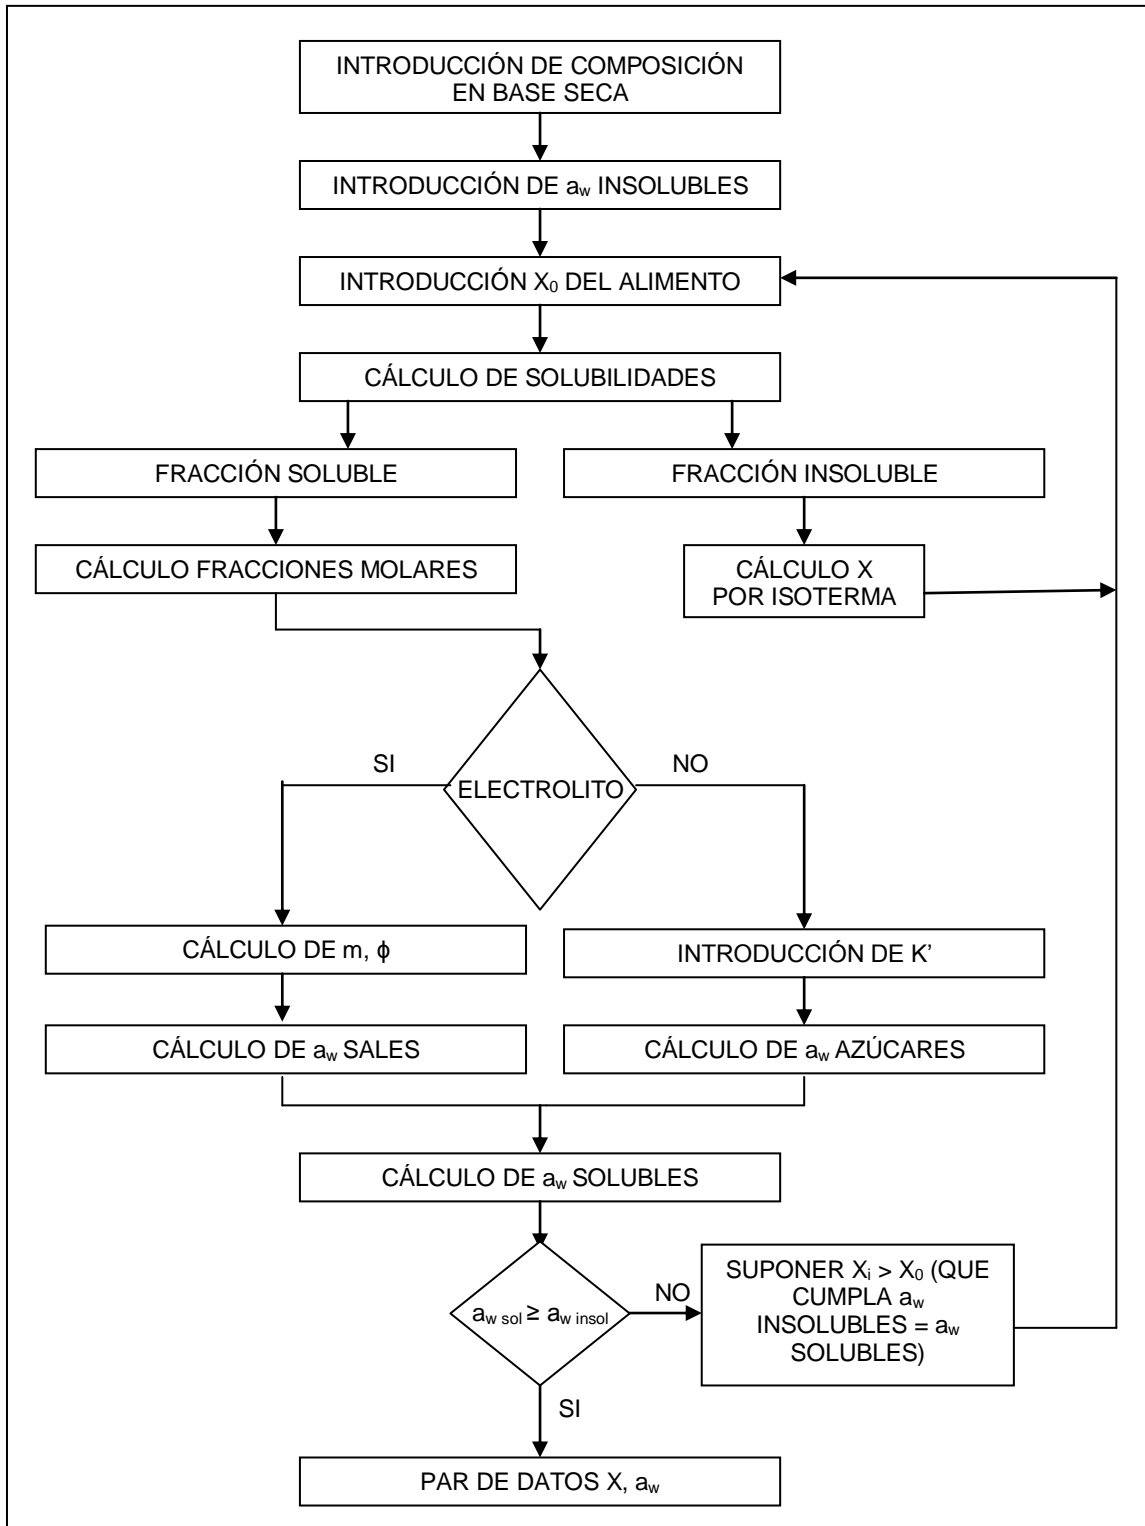 INTRODUCCIÓN DE COMPOSICIÓN
EN BASE SECA
INTRODUCCIÓN DE aw INSOLUBLES
INTRODUCCIÓN X0 DEL ALIMENTO
CÁLCULO DE SOLUBILIDADES
FRACCIÓN SOLUBLE
FRACCIÓN INSOLUBLE
CÁLCULO FRACCIONES MOLARES
CÁLCULO X
POR ISOTERMA
SI
NO
ELECTROLITO
CÁLCULO DE m, ϕ
INTRODUCCIÓN DE K’
CÁLCULO DE aw SALES
CÁLCULO DE aw AZÚCARES
CÁLCULO DE aw SOLUBLES
aw sol ≥ aw insol
NO
SUPONER Xi > X0 (QUE
CUMPLA aw
INSOLUBLES = aw
SOLUBLES)
SI
PAR DE DATOS X, aw